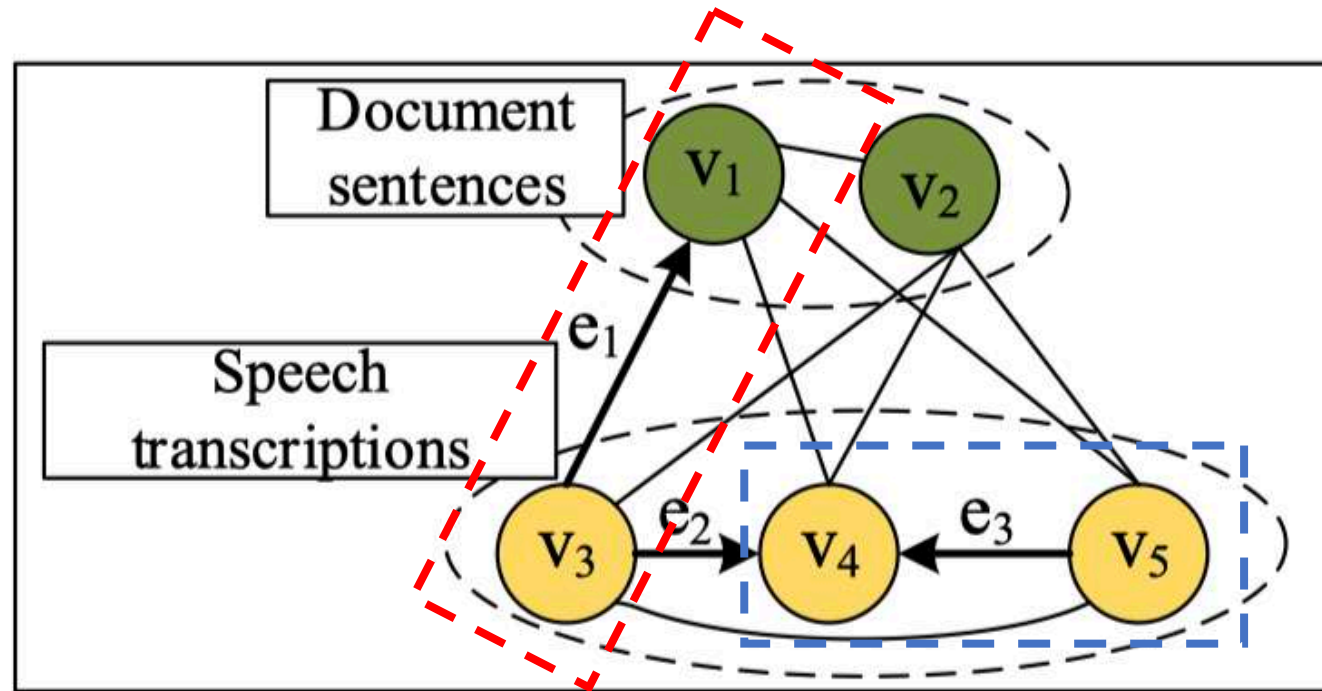 Document
sentences
v₁
v₂
e₁
Speech
transcriptions
v₃
e₂
v₄
e₃
v₅